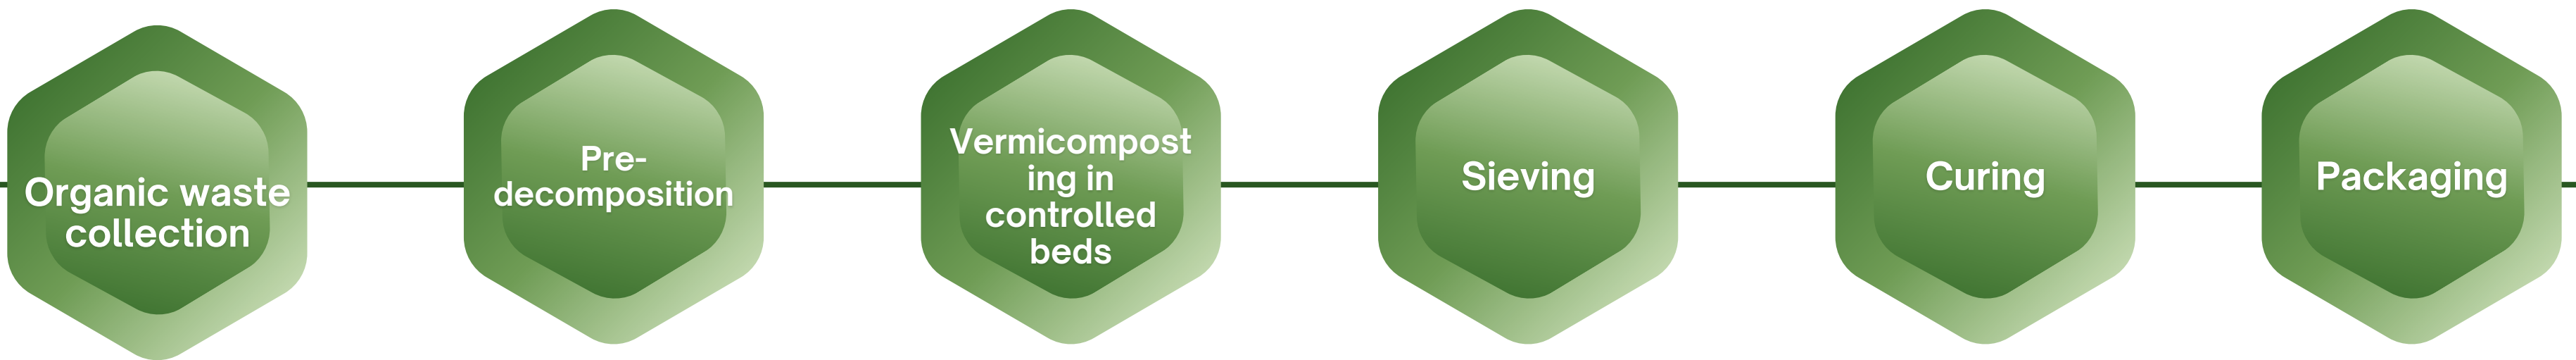 Organic waste
collection
Pre-
decomposition
Vermicompost
ing in
controlled
beds
Sieving
Curing
Packaging